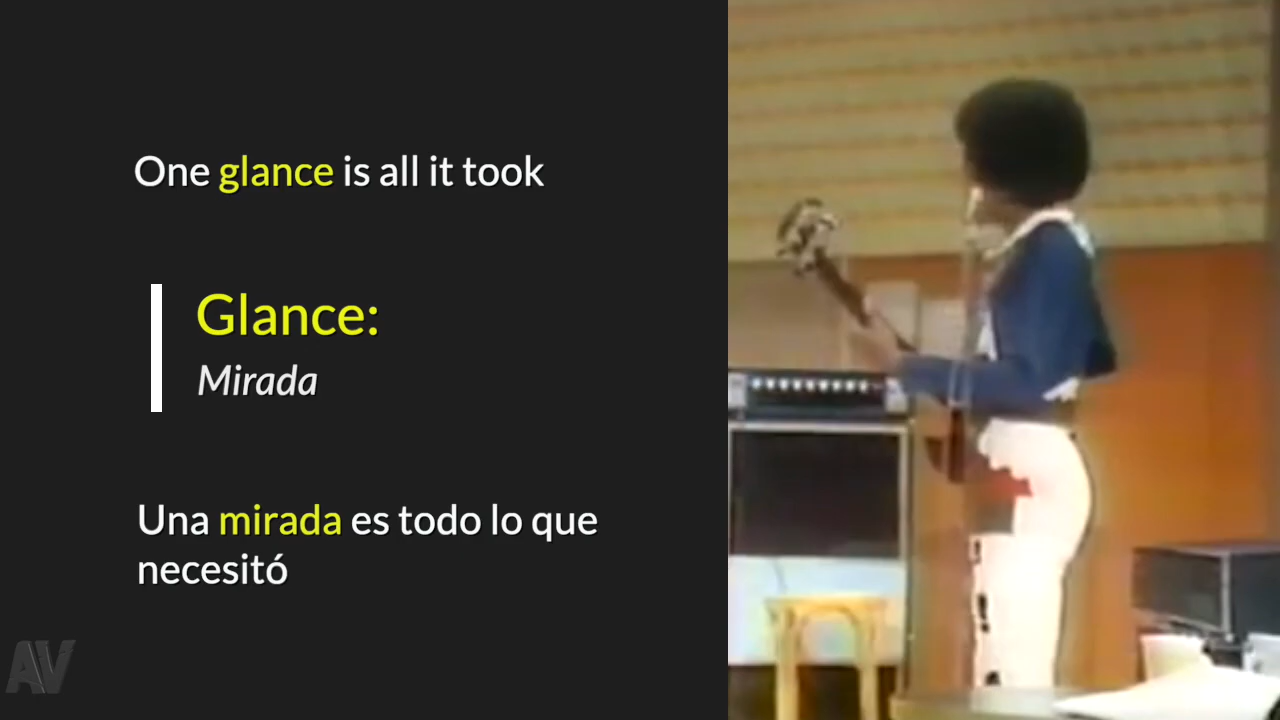 One glance is all it took
Glance:
Mirada
Una mirada es todo lo que
necesitó
AV